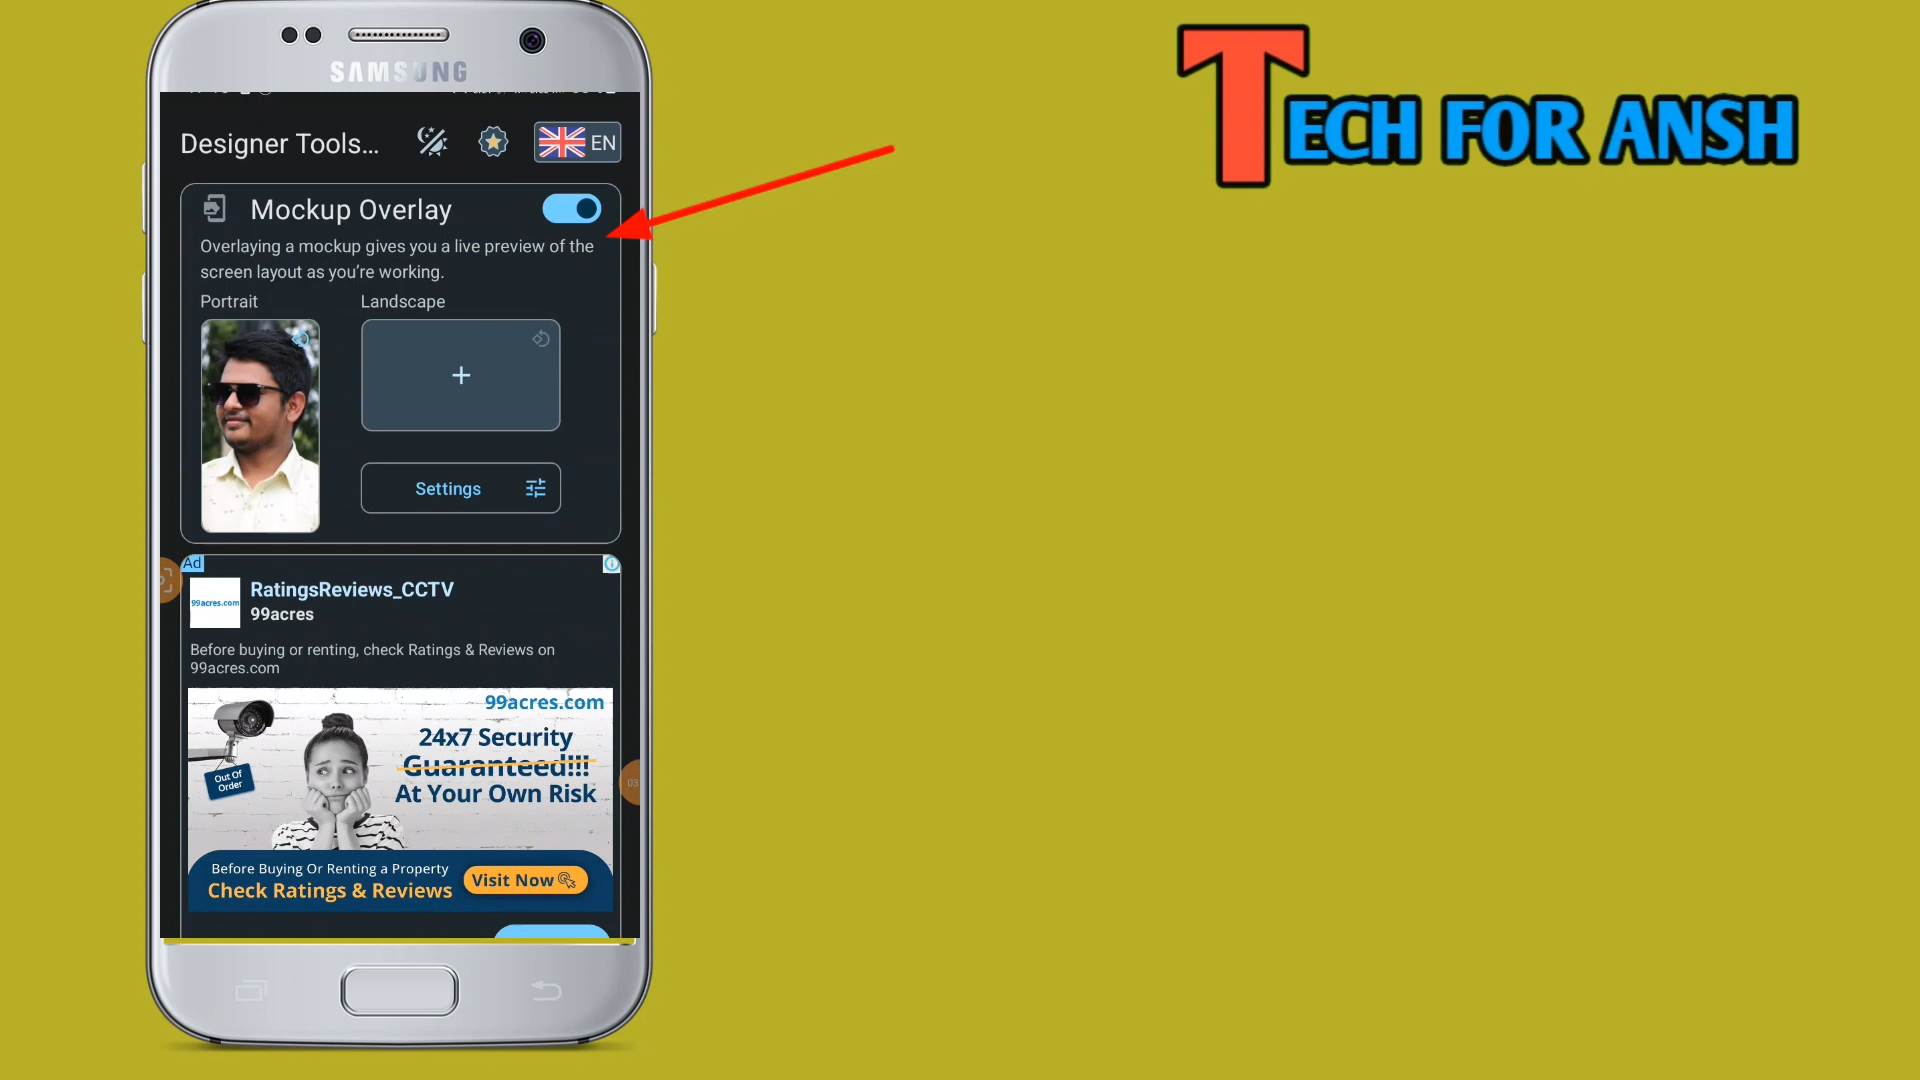 TECH FOR ANSH
SAMSUNG
Designer Tools...
EN
Mockup Overlay
Overlaying a mockup gives you a live preview of the
screen layout as you’re working.
Portrait
Landscape
+
Settings
Ad
99acres.com
RatingsReviews_CCTV
99acres
Before buying or renting, check Ratings & Reviews on
99acres.com
99acres.com
24x7 Security
Guaranteed!!!
At Your Own Risk
Out Of
Order
03
Before Buying Or Renting a Property
Check Ratings & Reviews
Visit Now